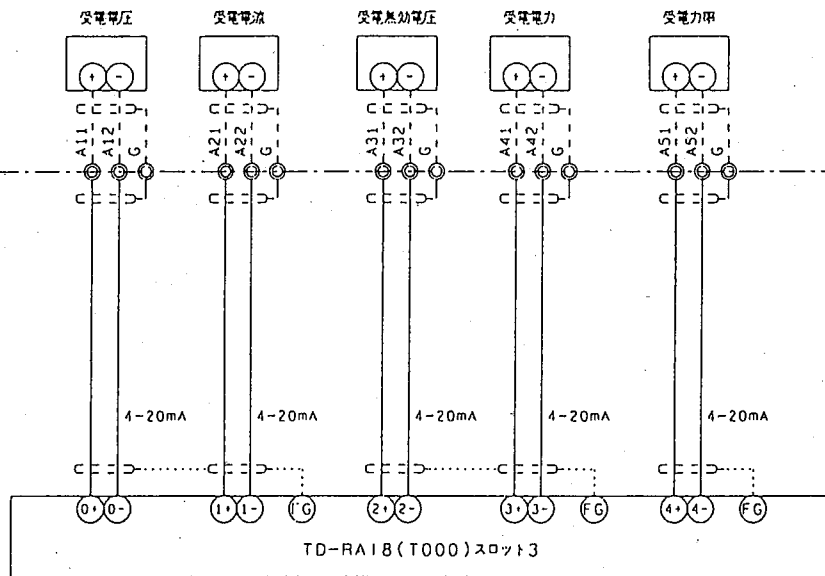 受電電圧 受電電流 受電無効電圧 受電電力 受電力率
+ - + - + - + - + -
A11 A12 G A21 A22 G A31 A32 G A41 A42 G A51 A52 G
4-20mA 4-20mA 4-20mA 4-20mA 4-20mA
0+ 0- 1+ 1- FG 2+ 2- 3+ 3- FG 4+ 4- FG
TD-RAI8(T000)スロット3